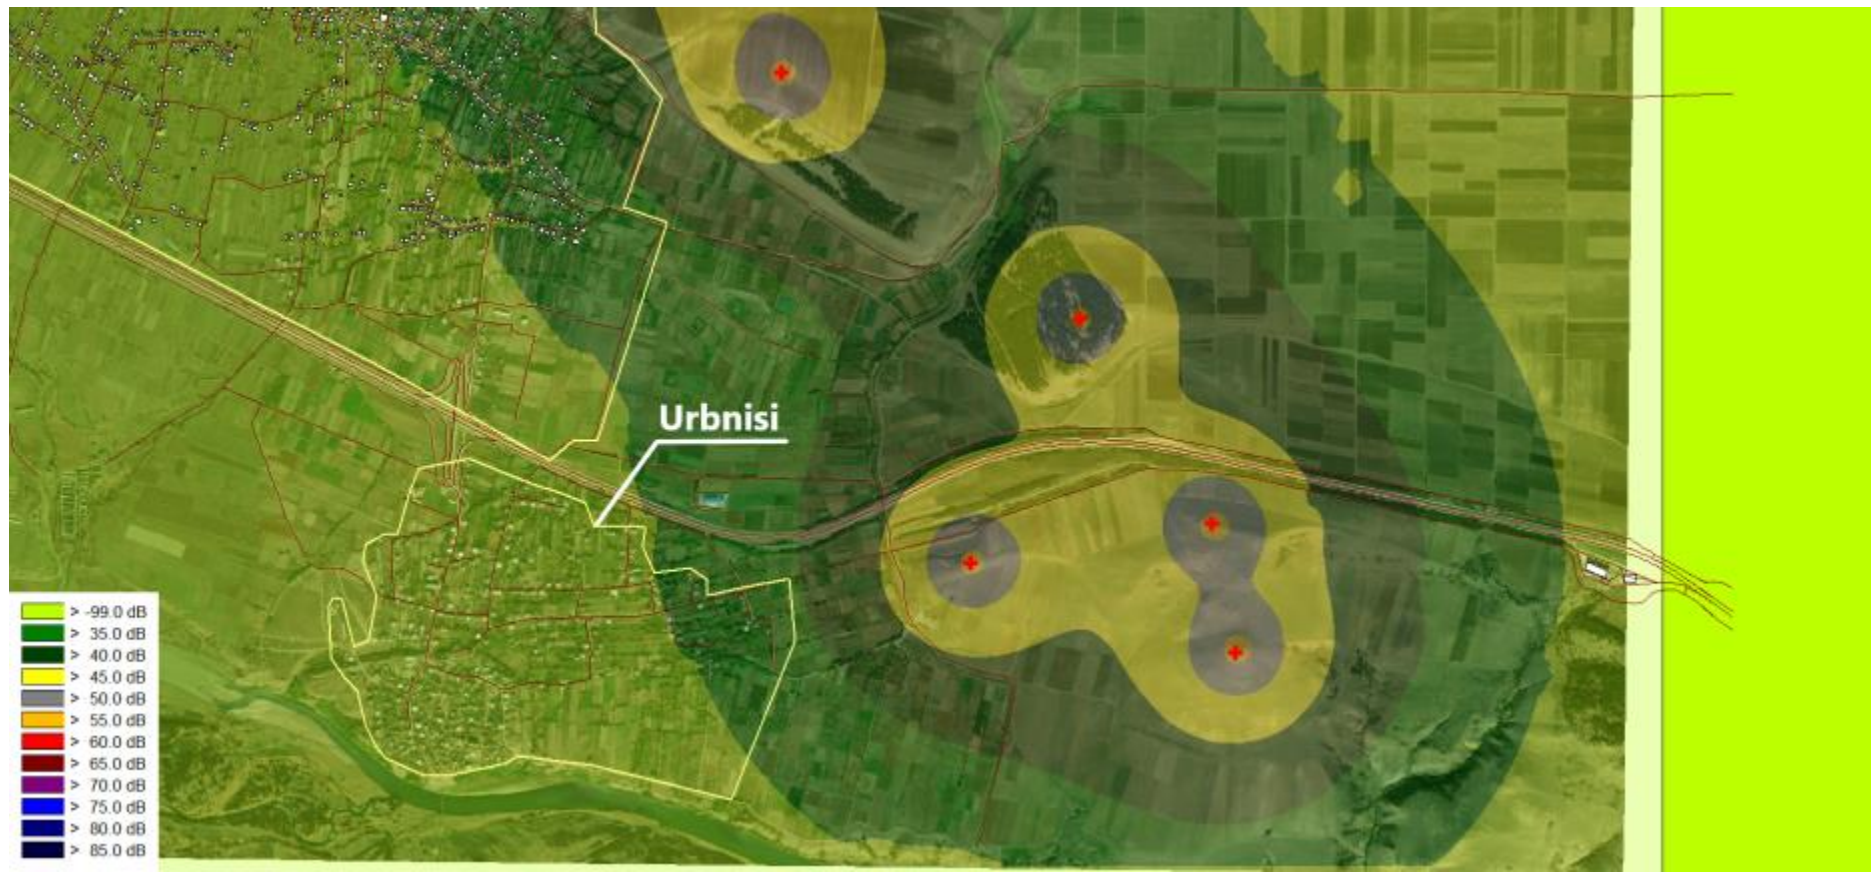 Urbnisi
> -99.0 dB
> 35.0 dB
> 40.0 dB
> 45.0 dB
> 50.0 dB
> 55.0 dB
> 60.0 dB
> 65.0 dB
> 70.0 dB
> 75.0 dB
> 80.0 dB
> 85.0 dB